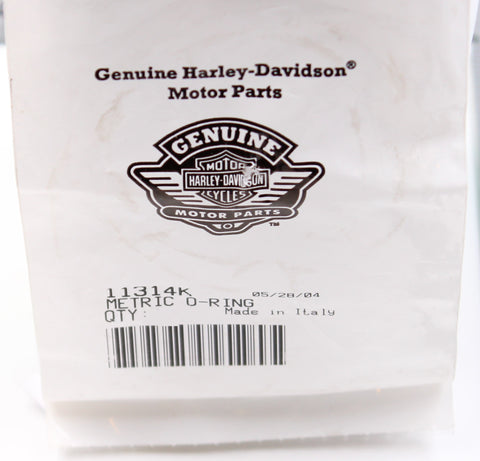 Genuine Harley-Davidson®
Motor Parts
GENUINE
MOTOR
HARLEY-DAVIDSON
CYCLES
MOTOR PARTS
TM
11314K 05/28/04
METRIC O-RING
QTY: Made in Italy